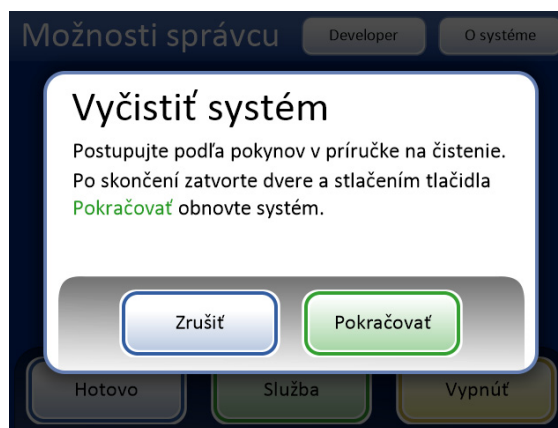 Možnosti správcu
Developer
O systéme
Vyčistiť systém
Postupujte podľa pokynov v príručke na čistenie.
Po skončení zatvorte dvere a stlačením tlačidla
Pokračovať obnovte systém.
Zrušiť
Pokračovať
Hotovo
Služba
Vypnúť